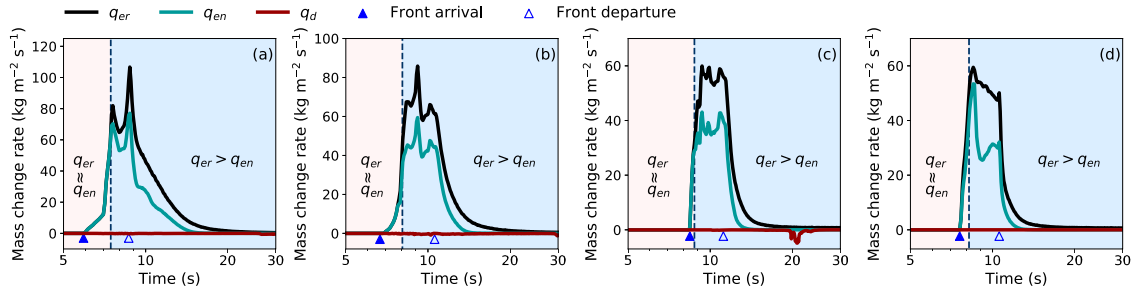 q_er q_en q_d Front arrival Front departure
(a)
Mass change rate (kg m⁻² s⁻¹)
120
100
80
60
40
20
0
q_er ≈ q_en
q_er > q_en
5 10 30
Time (s)
(b)
Mass change rate (kg m⁻² s⁻¹)
100
80
60
40
20
0
q_er ≈ q_en
q_er > q_en
5 10 30
Time (s)
(c)
Mass change rate (kg m⁻² s⁻¹)
60
40
20
0
q_er ≈ q_en
q_er > q_en
5 10 30
Time (s)
(d)
Mass change rate (kg m⁻² s⁻¹)
60
40
20
0
q_er ≈ q_en
q_er > q_en
5 10 30
Time (s)